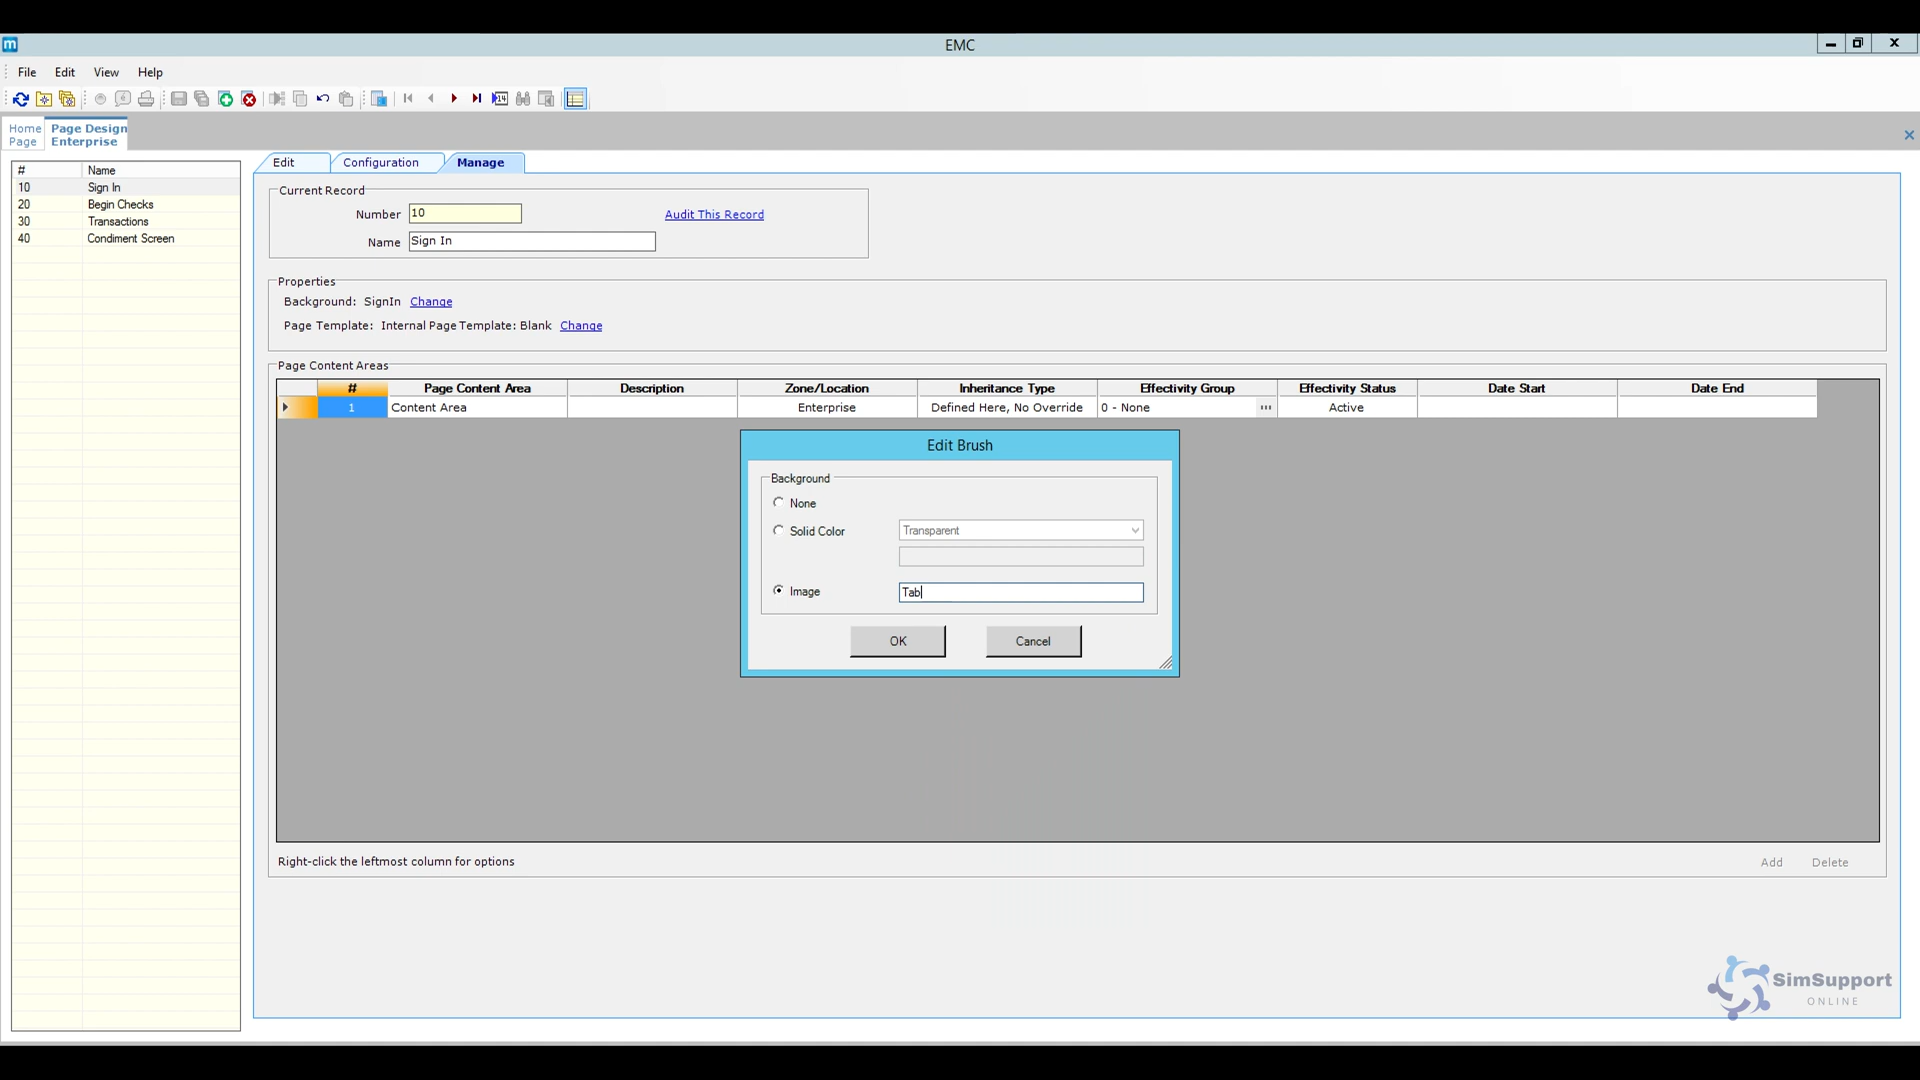 EMC
File Edit View Help
Home Page
Page Design Enterprise
# Name
10 Sign In
20 Begin Checks
30 Transactions
40 Condiment Screen
Edit Configuration Manage
Current Record
Number 10 Audit This Record
Name Sign In
Properties
Background: SignIn Change
Page Template: Internal Page Template: Blank Change
Page Content Areas
# Page Content Area Description Zone/Location Inheritance Type Effectivity Group Effectivity Status Date Start Date End
1 Content Area Enterprise Defined Here, No Override 0 - None ... Active
Edit Brush
Background
None
Solid Color Transparent
Image Tab
OK Cancel
Right-click the leftmost column for options Add Delete
SimSupport
ONLINE